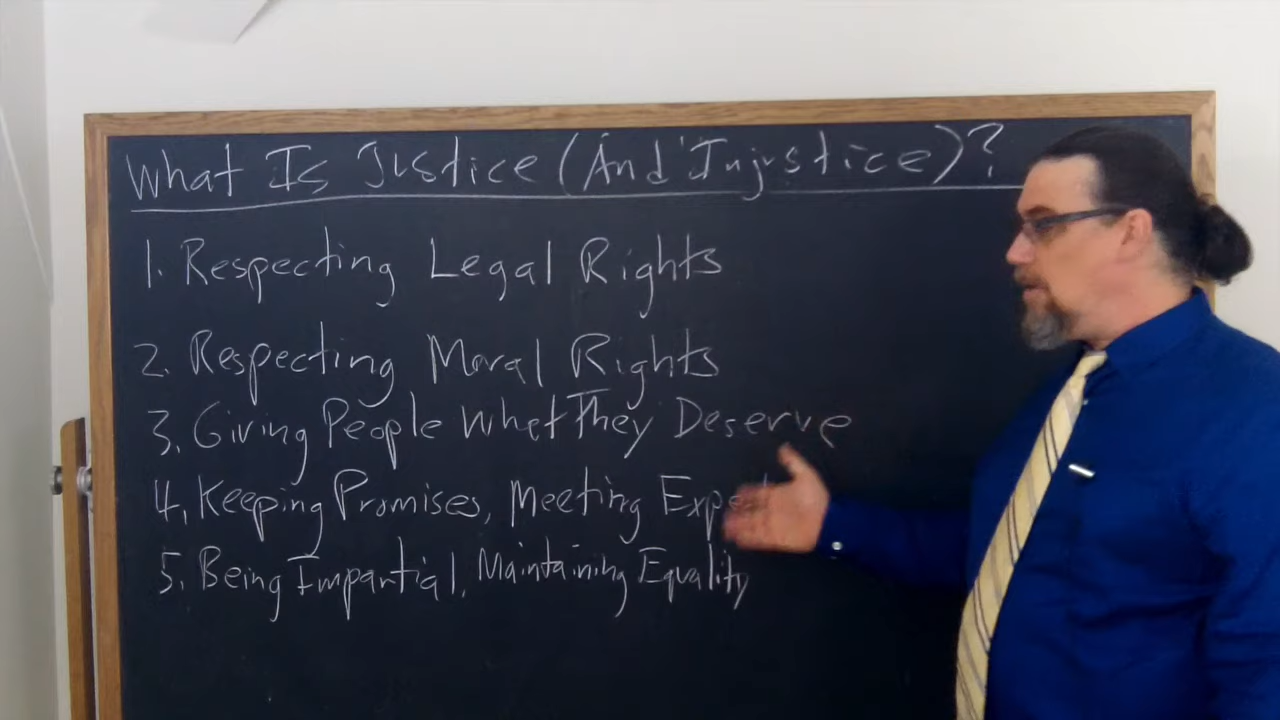 What Is Justice (And Injustice)?
1. Respecting Legal Rights
2. Respecting Moral Rights
3. Giving People What They Deserve
4. Keeping Promises, Meeting
5. Being Impartial, Maintaining Equality